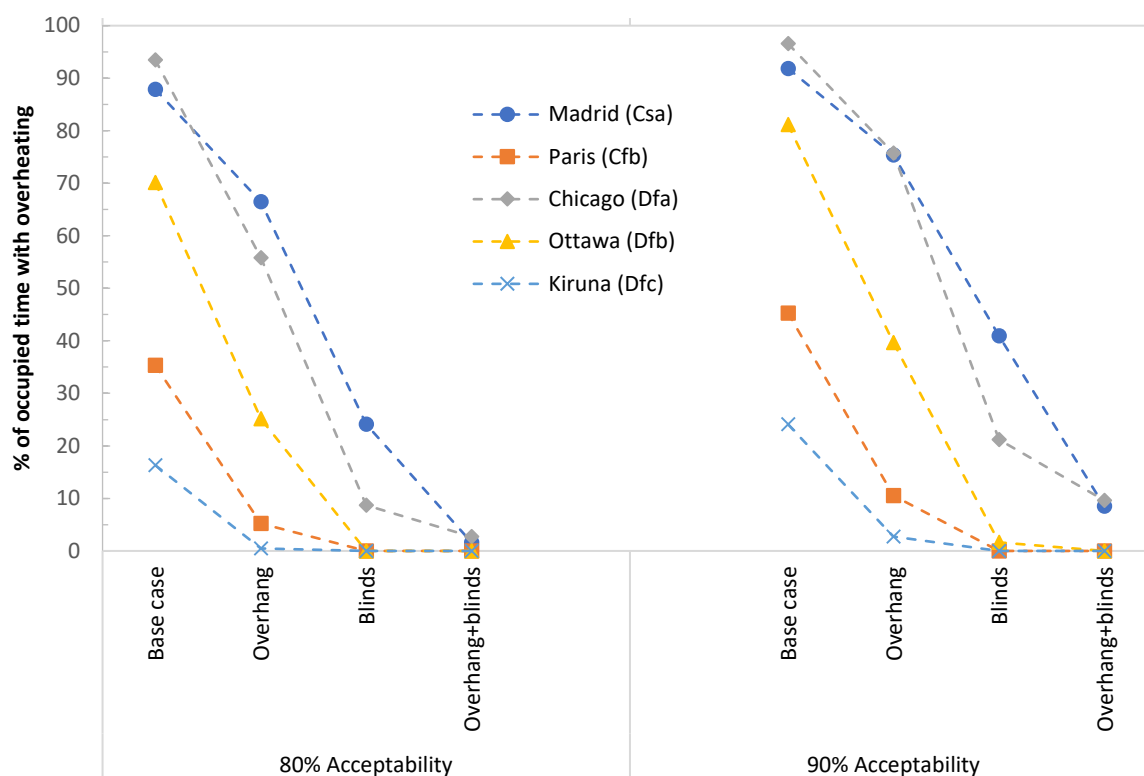 % of occupied time with overheating
100
90
80
70
60
50
40
30
20
10
0
Madrid (Csa)
Paris (Cfb)
Chicago (Dfa)
Ottawa (Dfb)
Kiruna (Dfc)
Base case
Overhang
Blinds
Overhang+blinds
Base case
Overhang
Blinds
Overhang+blinds
80% Acceptability
90% Acceptability